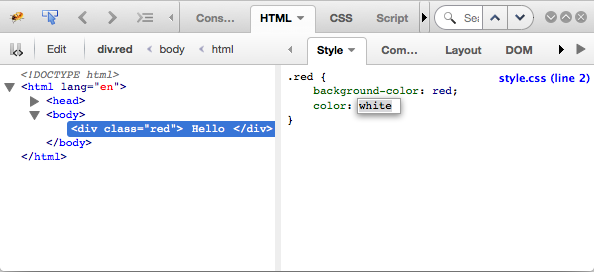 Cons... HTML CSS Script Sea
Edit div.red body html Style Com... Layout DOM
<!DOCTYPE html>
<html lang="en">
<head>
<body>
<div class="red"> Hello </div>
</body>
</html>
.red { style.css (line 2)
background-color: red;
color: white
}